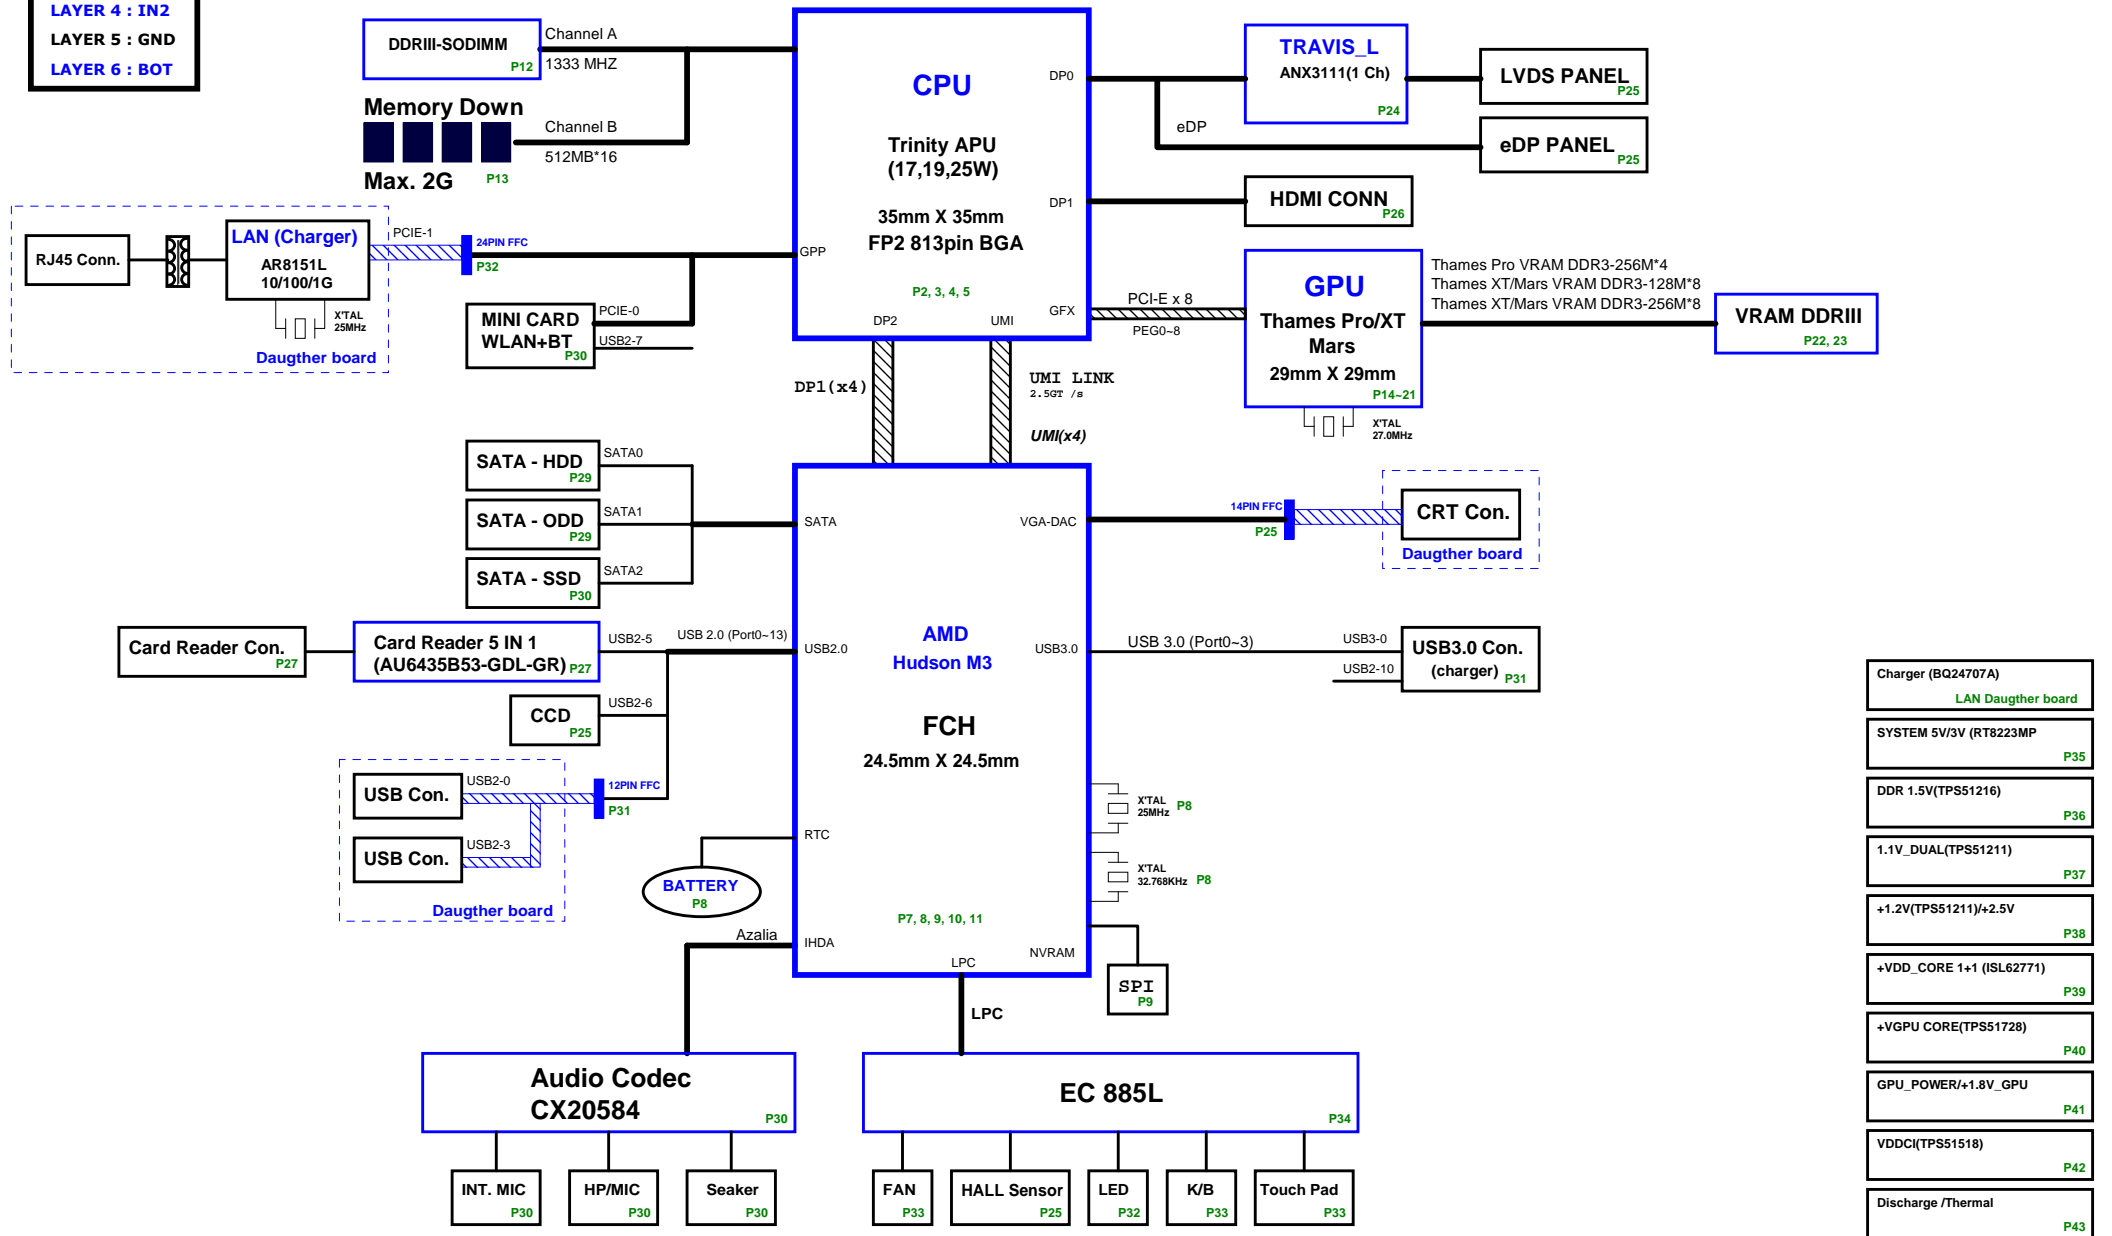 LAYER 4 : IN2
LAYER 5 : GND
LAYER 6 : BOT
DDRIII-SODIMM
P12
Channel A
1333 MHZ
Memory Down
Channel B
512MB*16
Max. 2G
P13
CPU
Trinity APU
(17,19,25W)
35mm X 35mm
FP2 813pin BGA
P2, 3, 4, 5
DP0
DP1
GPP
GFX
DP2
UMI
TRAVIS_L
ANX3111(1 Ch)
P24
LVDS PANEL
P25
eDP
eDP PANEL
P25
HDMI CONN
P26
RJ45 Conn.
LAN (Charger)
AR8151L
10/100/1G
X'TAL
25MHz
Daugther board
PCIE-1
24PIN FFC
P32
MINI CARD
WLAN+BT
P30
PCIE-0
USB2-7
PCI-E x 8
PEG0~8
GPU
Thames Pro/XT
Mars
29mm X 29mm
P14~21
X'TAL
27.0MHz
Thames Pro VRAM DDR3-256M*4
Thames XT/Mars VRAM DDR3-128M*8
Thames XT/Mars VRAM DDR3-256M*8
VRAM DDRIII
P22, 23
DP1(x4)
UMI LINK
2.5GT /s
UMI(x4)
SATA - HDD
P29
SATA0
SATA - ODD
P29
SATA1
SATA - SSD
P30
SATA2
SATA
VGA-DAC
14PIN FFC
P25
CRT Con.
Daugther board
Card Reader Con.
P27
Card Reader 5 IN 1
(AU6435B53-GDL-GR)
P27
USB2-5
USB 2.0 (Port0~13)
USB2.0
AMD
Hudson M3
FCH
24.5mm X 24.5mm
P7, 8, 9, 10, 11
USB3.0
USB 3.0 (Port0~3)
USB3-0
USB2-10
USB3.0 Con.
(charger)
P31
CCD
P25
USB2-6
USB Con.
USB2-0
USB Con.
USB2-3
12PIN FFC
P31
Daugther board
RTC
BATTERY
P8
X'TAL
25MHz
P8
X'TAL
32.768KHz
P8
Azalia
IHDA
LPC
NVRAM
SPI
P9
LPC
Audio Codec
CX20584
P30
INT. MIC
P30
HP/MIC
P30
Seaker
P30
EC 885L
P34
FAN
P33
HALL Sensor
P25
LED
P32
K/B
P33
Touch Pad
P33
Charger (BQ24707A)
LAN Daugther board
SYSTEM 5V/3V (RT8223MP
P35
DDR 1.5V(TPS51216)
P36
1.1V_DUAL(TPS51211)
P37
+1.2V(TPS51211)/+2.5V
P38
+VDD_CORE 1+1 (ISL62771)
P39
+VGPU CORE(TPS51728)
P40
GPU_POWER/+1.8V_GPU
P41
VDDCI(TPS51518)
P42
Discharge /Thermal
P43